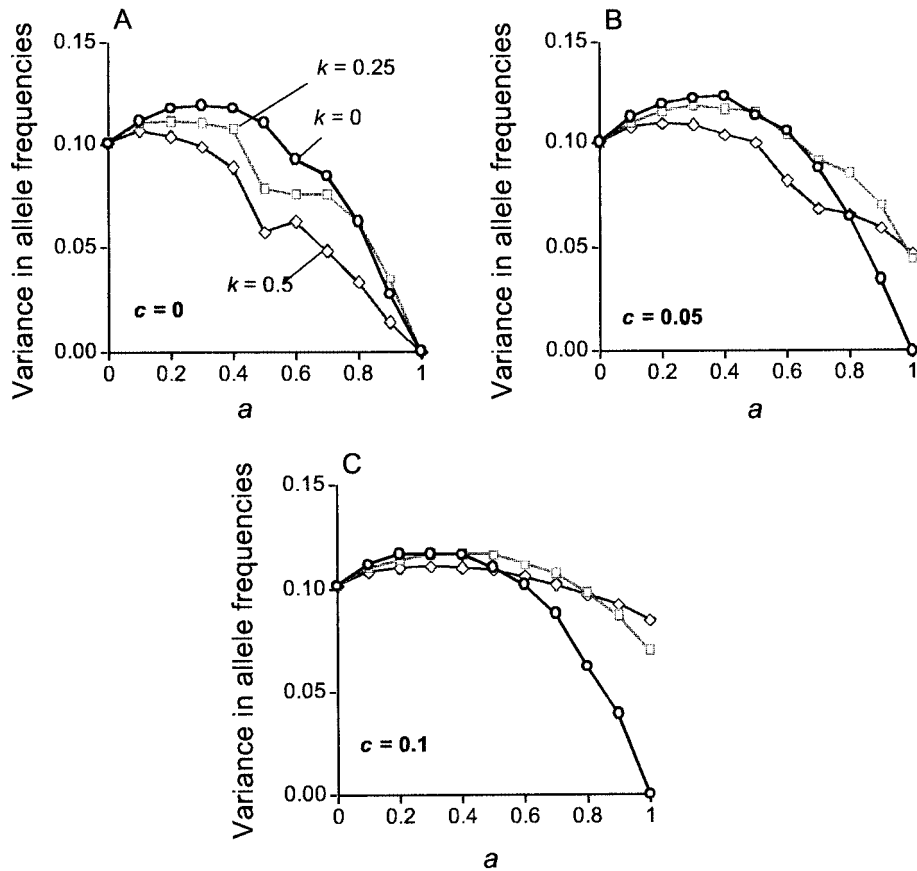 A
Variance in allele frequencies
0.15
0.10
0.05
0.00
k = 0.25
k = 0
k = 0.5
c = 0
0 0.2 0.4 0.6 0.8 1
a
B
Variance in allele frequencies
0.15
0.10
0.05
0.00
c = 0.05
0 0.2 0.4 0.6 0.8 1
a
C
Variance in allele frequencies
0.15
0.10
0.05
0.00
c = 0.1
0 0.2 0.4 0.6 0.8 1
a